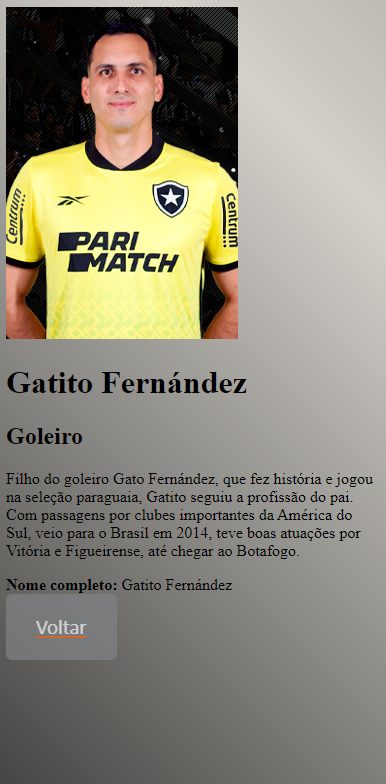 Centrum
Centrum
PARI
MATCH
Gatito Fernández
Goleiro
Filho do goleiro Gato Fernández, que fez história e jogou
na seleção paraguaia, Gatito seguiu a profissão do pai.
Com passagens por clubes importantes da América do
Sul, veio para o Brasil em 2014, teve boas atuações por
Vitória e Figueirense, até chegar ao Botafogo.
Nome completo: Gatito Fernández
Voltar